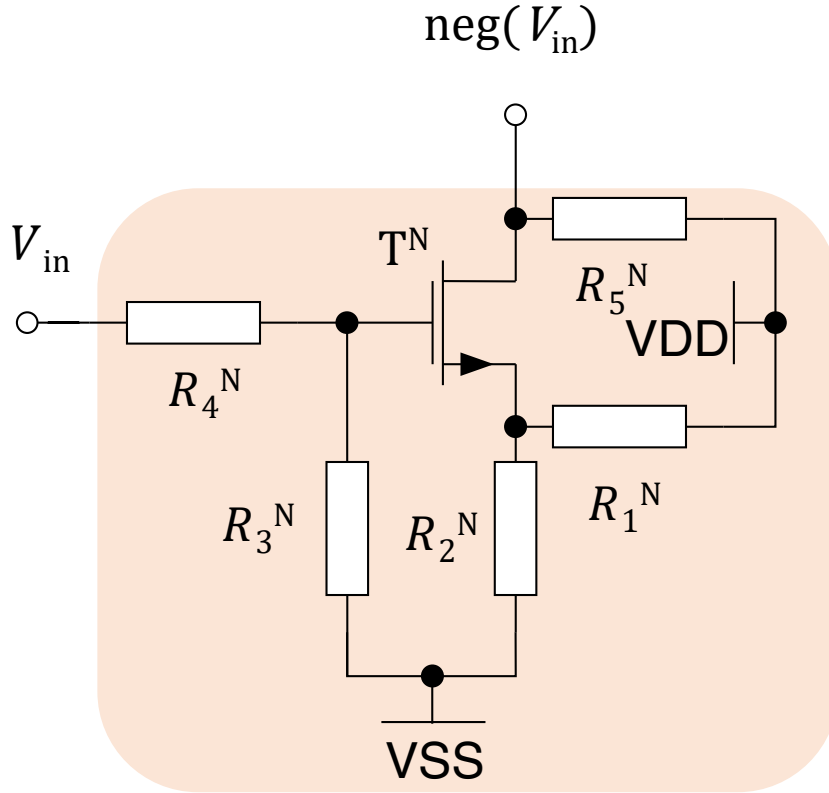 neg(V_in)
V_in
T^N
R_5^N
VDD
R_4^N
R_3^N
R_2^N
R_1^N
VSS